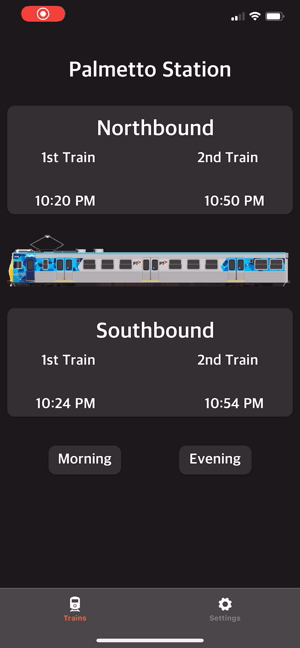 Palmetto Station
Northbound
1st Train 2nd Train
10:20 PM 10:50 PM
Southbound
1st Train 2nd Train
10:24 PM 10:54 PM
Morning Evening
Trains Settings